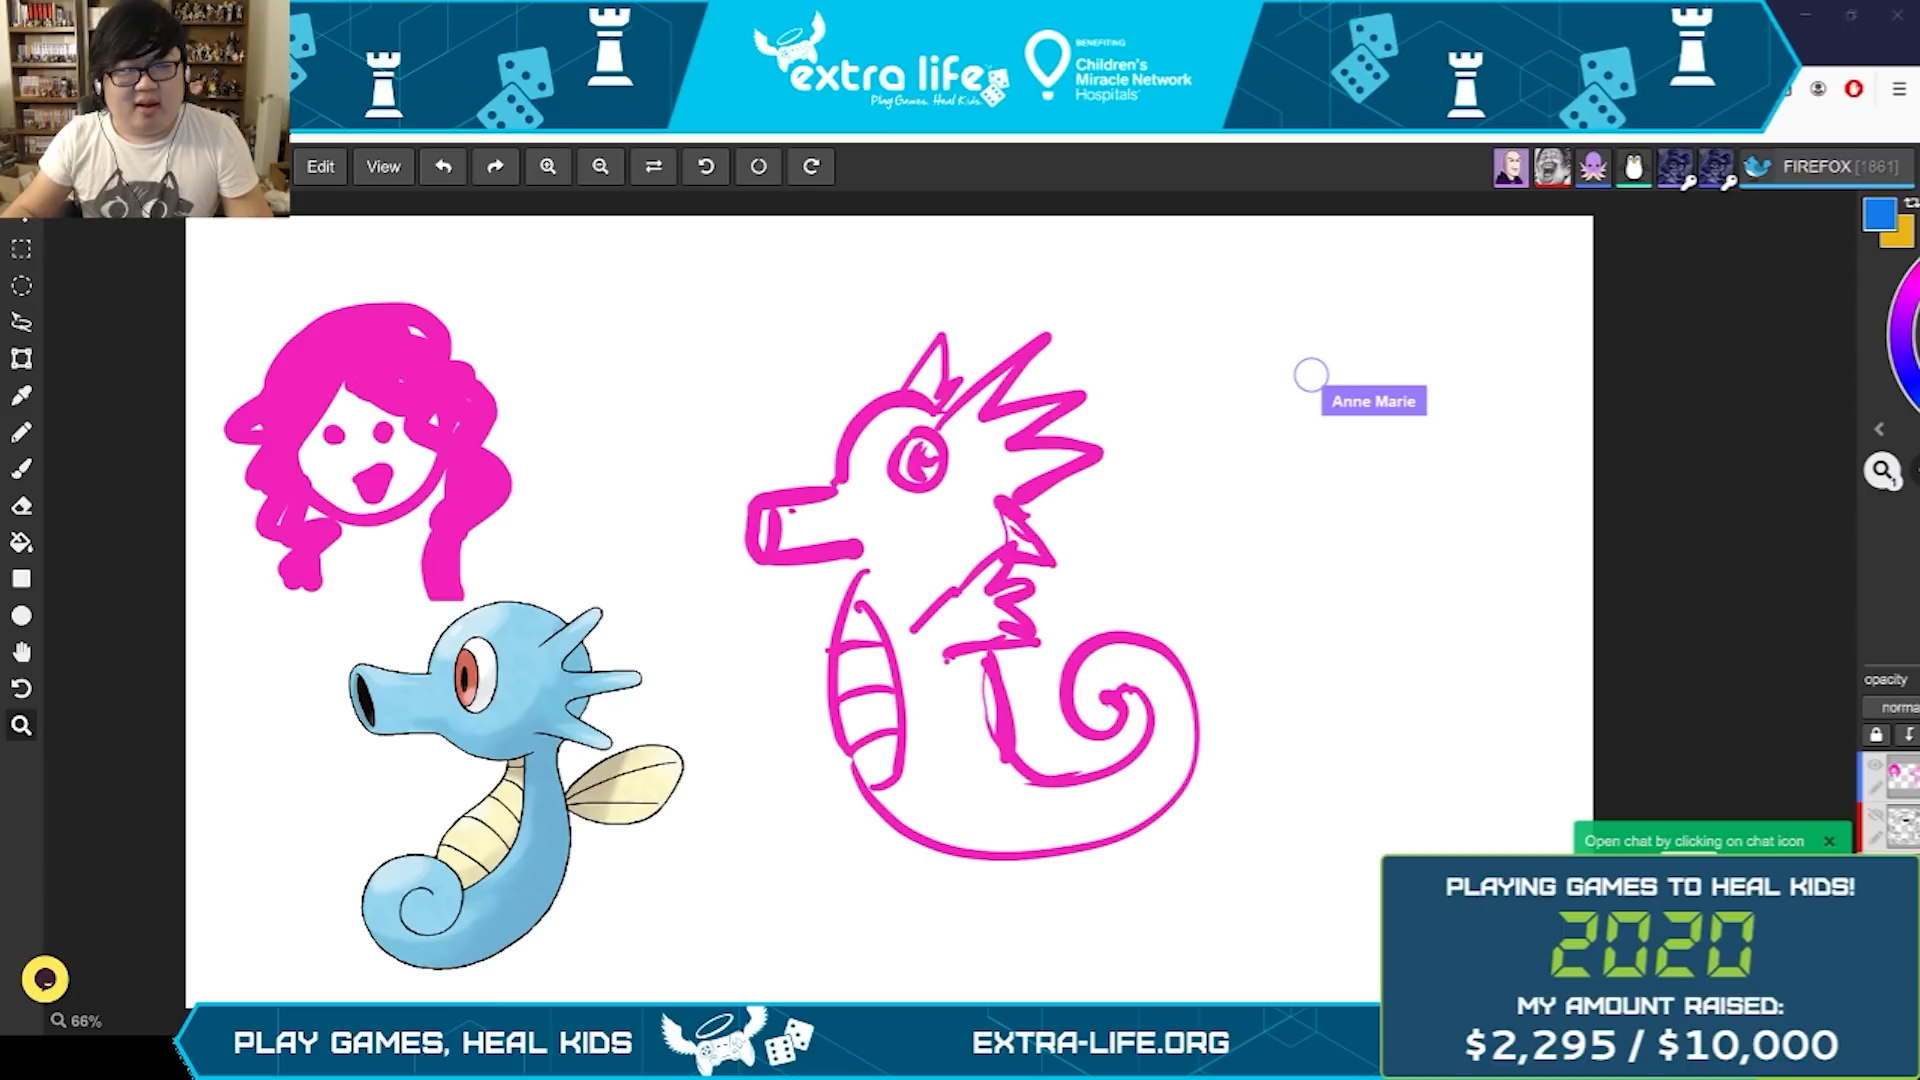 extra life
Play Games. Heal Kids.
BENEFITING
Children's
Miracle Network
Hospitals
Edit
View
FIREFOX [1861]
Anne Marie
opacity
norma
Open chat by clicking on chat icon
PLAYING GAMES TO HEAL KIDS!
2020
MY AMOUNT RAISED:
$2,295 / $10,000
66%
PLAY GAMES, HEAL KIDS
EXTRA-LIFE.ORG